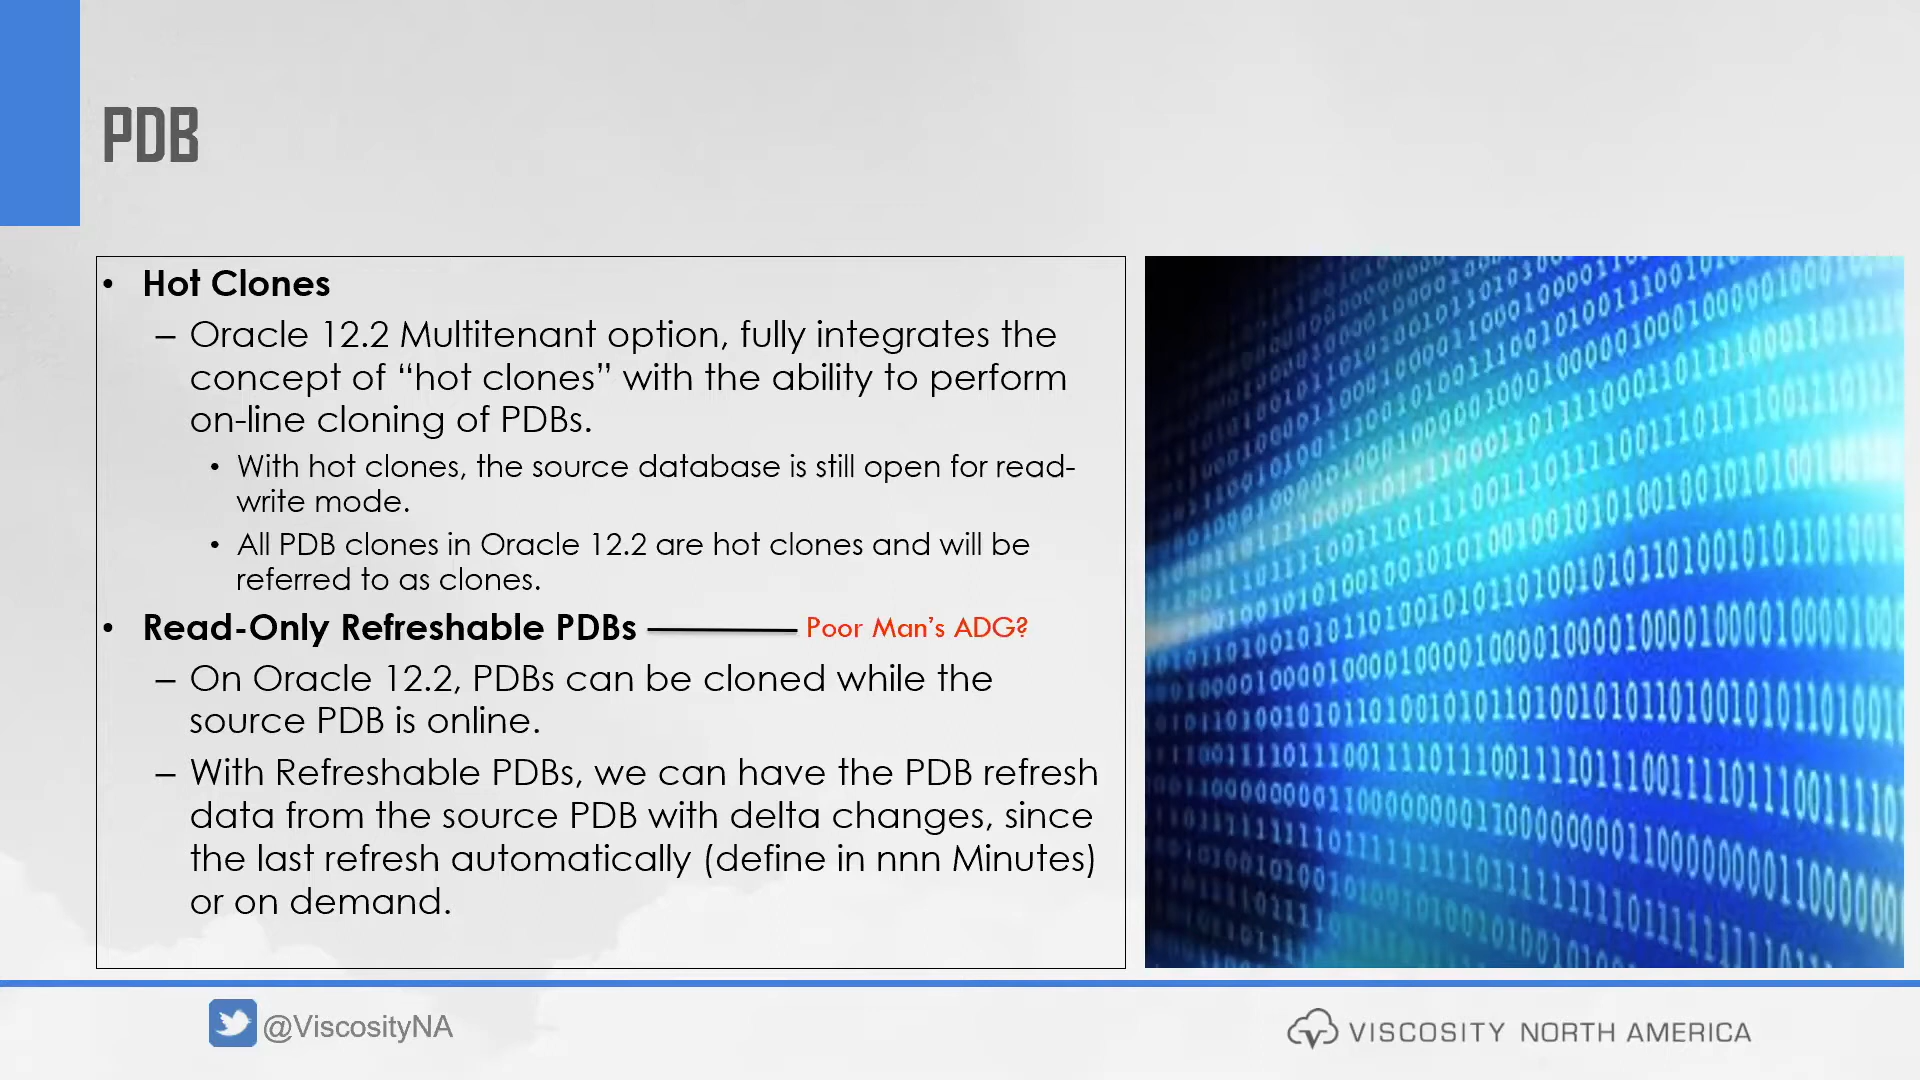 PDB
• Hot Clones
– Oracle 12.2 Multitenant option, fully integrates the
concept of “hot clones” with the ability to perform
on-line cloning of PDBs.
• With hot clones, the source database is still open for read-
write mode.
• All PDB clones in Oracle 12.2 are hot clones and will be
referred to as clones.
• Read-Only Refreshable PDBs Poor Man’s ADG?
– On Oracle 12.2, PDBs can be cloned while the
source PDB is online.
– With Refreshable PDBs, we can have the PDB refresh
data from the source PDB with delta changes, since
the last refresh automatically (define in nnn Minutes)
or on demand.
@ViscosityNA
VISCOSITY NORTH AMERICA